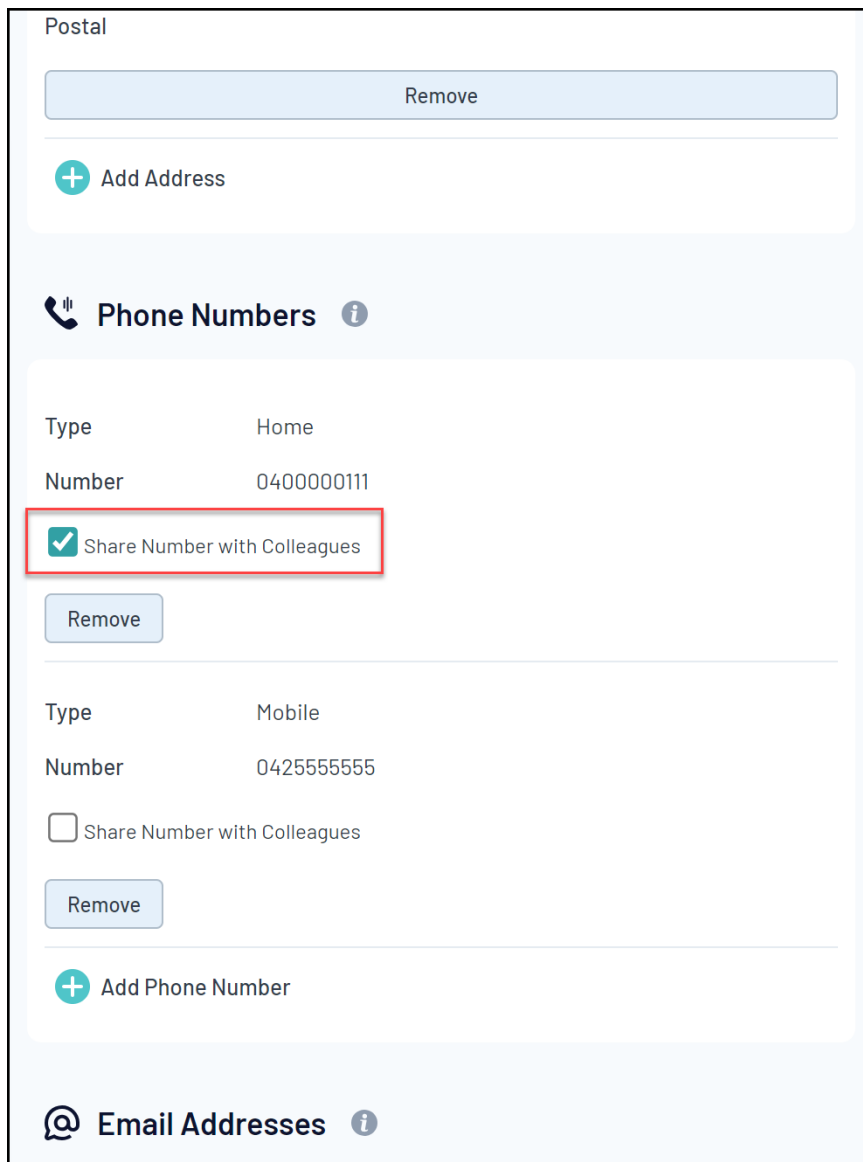 Postal
Remove
Add Address
Phone Numbers
Type Home
Number 0400000111
Share Number with Colleagues
Remove
Type Mobile
Number 0425555555
Share Number with Colleagues
Remove
Add Phone Number
Email Addresses